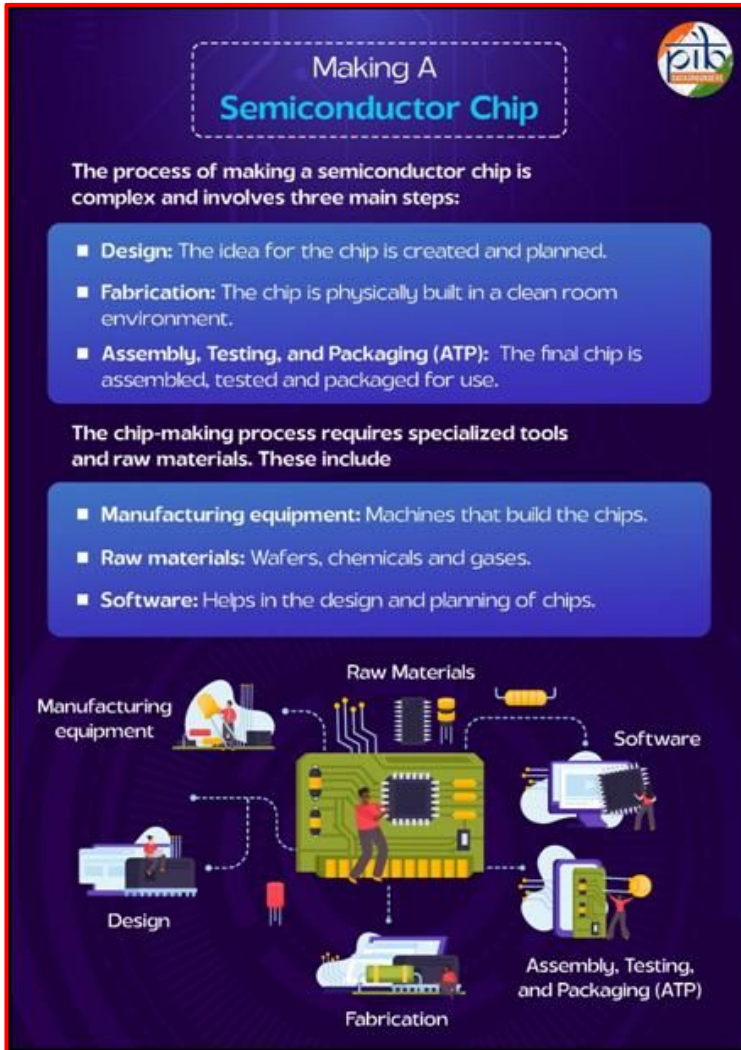 pib
BACKGROUNDERS
Making A
Semiconductor Chip
The process of making a semiconductor chip is
complex and involves three main steps:
■ Design: The idea for the chip is created and planned.
■ Fabrication: The chip is physically built in a clean room
environment.
■ Assembly, Testing, and Packaging (ATP): The final chip is
assembled, tested and packaged for use.
The chip-making process requires specialized tools
and raw materials. These include
■ Manufacturing equipment: Machines that build the chips.
■ Raw materials: Wafers, chemicals and gases.
■ Software: Helps in the design and planning of chips.
Raw Materials
Manufacturing
equipment
Software
Design
Assembly, Testing,
and Packaging (ATP)
Fabrication